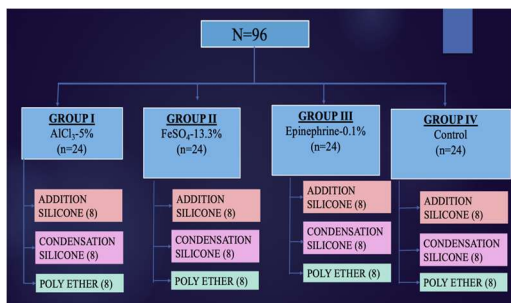 N=96
GROUP I
AlCl3-5%
(n=24)
ADDITION
SILICONE (8)
CONDENSATION
SILICONE (8)
POLY ETHER (8)
GROUP II
FeSO4-13.3%
(n=24)
ADDITION
SILICONE (8)
CONDENSATION
SILICONE (8)
POLY ETHER (8)
GROUP III
Epinephrine-0.1%
(n=24)
ADDITION
SILICONE (8)
CONDENSATION
SILICONE (8)
POLY ETHER (8)
GROUP IV
Control
(n=24)
ADDITION
SILICONE (8)
CONDENSATION
SILICONE (8)
POLY ETHER (8)